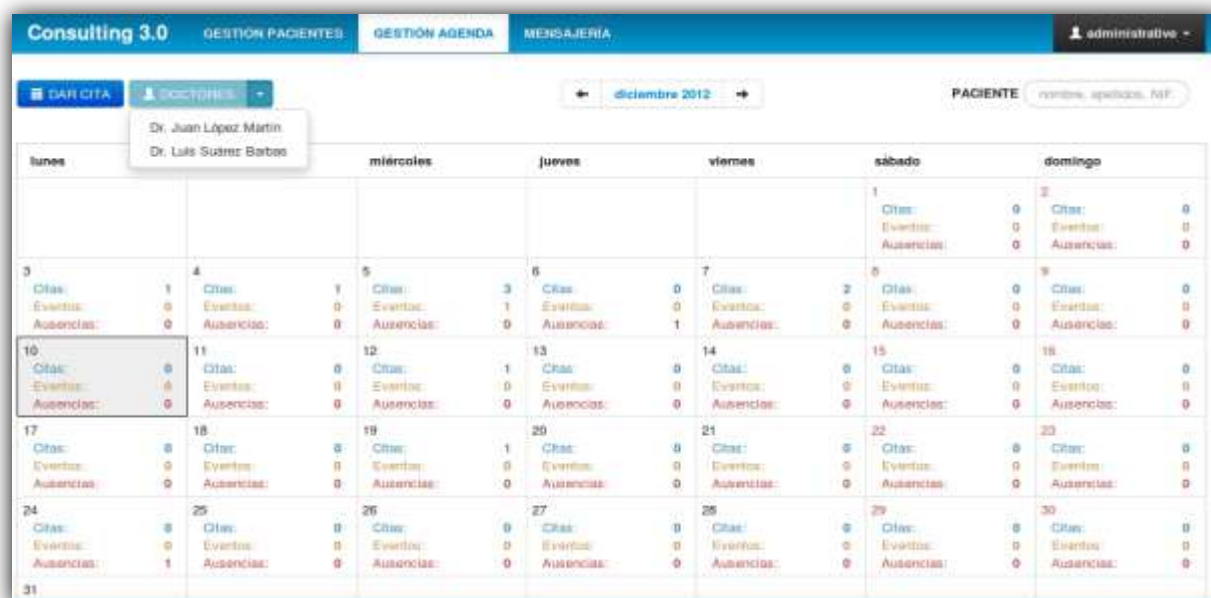 Consulting 3.0 GESTIÓN PACIENTES GESTIÓN AGENDA MENSAJERÍA administrativo
DAR CITA DOCTORES diciembre 2012 PACIENTE nombre, apellidos, NIF
Dr. Juan López Martín
Dr. Luis Suárez Barbas
lunes miércoles jueves viernes sábado domingo
1 2
Citas: 0 Citas: 0
Eventos: 0 Eventos: 0
Ausencias: 0 Ausencias: 0
3 4 5 6 7 8 9
Citas: 1 Citas: 1 Citas: 3 Citas: 0 Citas: 2 Citas: 0 Citas: 0
Eventos: 0 Eventos: 0 Eventos: 1 Eventos: 0 Eventos: 0 Eventos: 0 Eventos: 0
Ausencias: 0 Ausencias: 0 Ausencias: 0 Ausencias: 1 Ausencias: 0 Ausencias: 0 Ausencias: 0
10 11 12 13 14 15 16
Citas: 0 Citas: 0 Citas: 1 Citas: 0 Citas: 0 Citas: 0 Citas: 0
Eventos: 0 Eventos: 0 Eventos: 0 Eventos: 0 Eventos: 0 Eventos: 0 Eventos: 0
Ausencias: 0 Ausencias: 0 Ausencias: 0 Ausencias: 0 Ausencias: 0 Ausencias: 0 Ausencias: 0
17 18 19 20 21 22 23
Citas: 0 Citas: 0 Citas: 1 Citas: 0 Citas: 0 Citas: 0 Citas: 0
Eventos: 0 Eventos: 0 Eventos: 0 Eventos: 0 Eventos: 0 Eventos: 0 Eventos: 0
Ausencias: 0 Ausencias: 0 Ausencias: 0 Ausencias: 0 Ausencias: 0 Ausencias: 0 Ausencias: 0
24 25 26 27 28 29 30
Citas: 0 Citas: 0 Citas: 0 Citas: 0 Citas: 0 Citas: 0 Citas: 0
Eventos: 0 Eventos: 0 Eventos: 0 Eventos: 0 Eventos: 0 Eventos: 0 Eventos: 0
Ausencias: 1 Ausencias: 0 Ausencias: 0 Ausencias: 0 Ausencias: 0 Ausencias: 0 Ausencias: 0
31